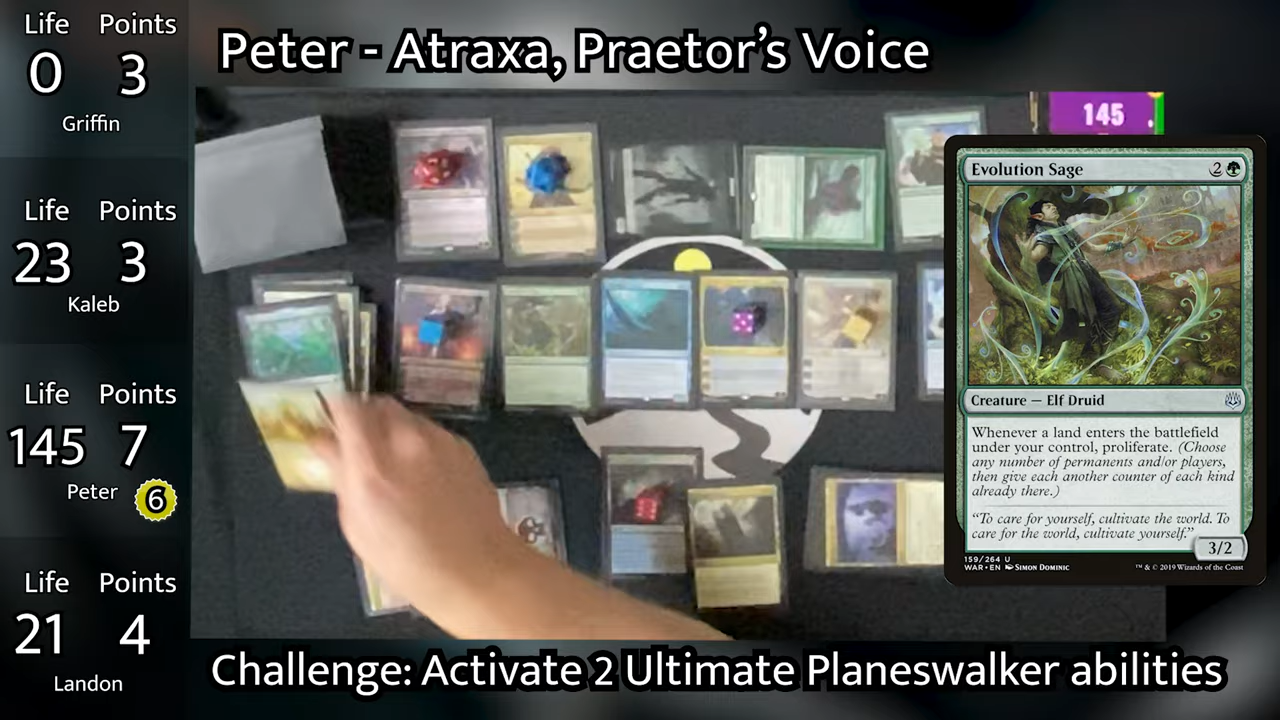 Life Points
0 3
Griffin
Life Points
23 3
Kaleb
Life Points
145 7
Peter 6
Life Points
21 4
Landon
Peter - Atraxa, Praetor's Voice
145
Evolution Sage 2
Creature — Elf Druid
Whenever a land enters the battlefield
under your control, proliferate. (Choose
any number of permanents and/or players,
then give each another counter of each kind
already there.)
“To care for yourself, cultivate the world. To
care for the world, cultivate yourself.”
3/2
159/264 U
WAR • EN Simon Dominic
™ & © 2019 Wizards of the Coast
Challenge: Activate 2 Ultimate Planeswalker abilities